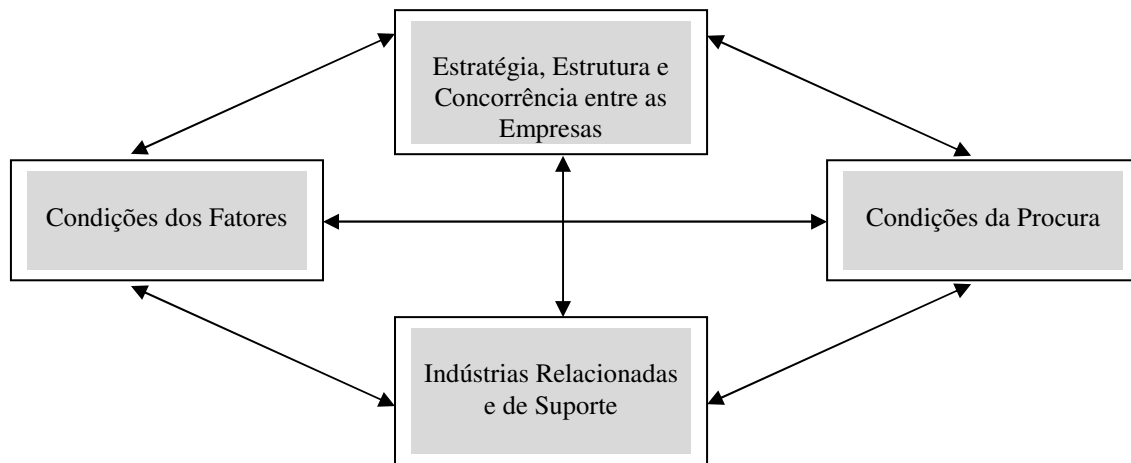 Estratégia, Estrutura e
Concorrência entre as
Empresas
Condições dos Fatores
Condições da Procura
Indústrias Relacionadas
e de Suporte